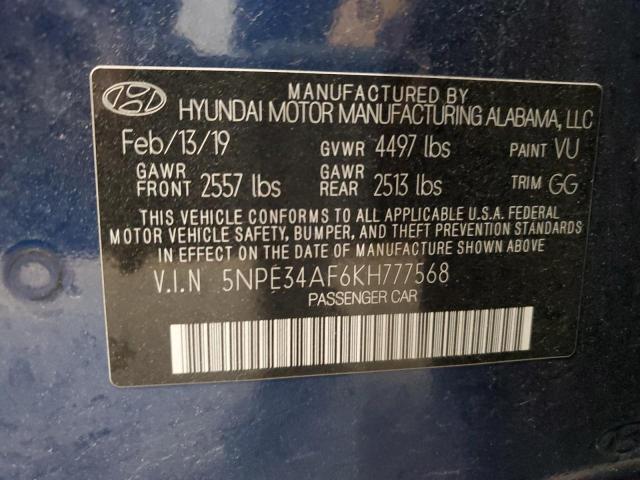 MANUFACTURED BY
HYUNDAI MOTOR MANUFACTURING ALABAMA, LLC
Feb/13/19 GVWR 4497 lbs PAINT VU
GAWR FRONT 2557 lbs GAWR REAR 2513 lbs TRIM GG
THIS VEHICLE CONFORMS TO ALL APPLICABLE U.S.A. FEDERAL
MOTOR VEHICLE SAFETY, BUMPER, AND THEFT PREVENTION STANDARDS
IN EFFECT ON THE DATE OF MANUFACTURE SHOWN ABOVE
V.I.N 5NPE34AF6KH777568
PASSENGER CAR